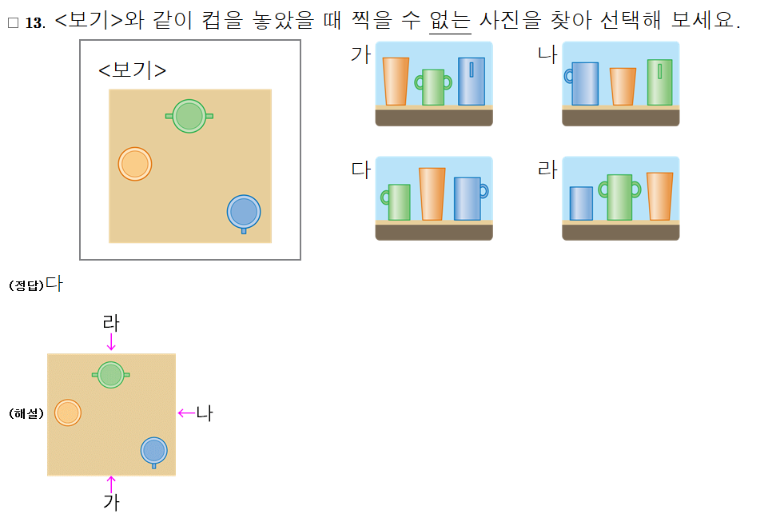 □ 13. <보기>와 같이 컵을 놓았을 때 찍을 수 없는 사진을 찾아 선택해 보세요.
<보기>
가
나
다
라
(정답)다
라
(해설)
←나
가